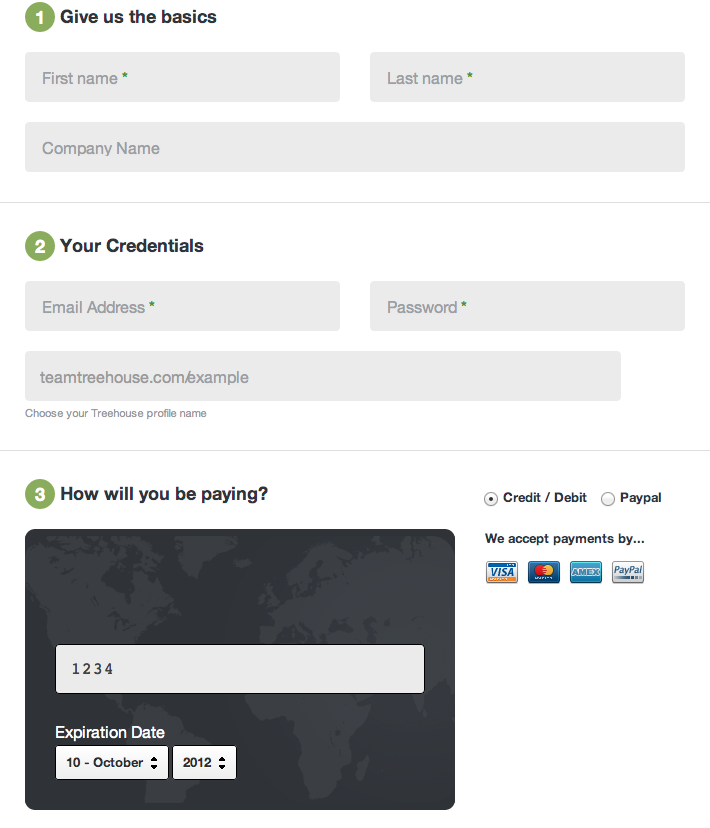 1 Give us the basics
First name * Last name *
Company Name
2 Your Credentials
Email Address * Password *
teamtreehouse.com/example
Choose your Treehouse profile name
3 How will you be paying? Credit / Debit Paypal
We accept payments by...
VISA AMEX PayPal
1234
Expiration Date
10 - October 2012